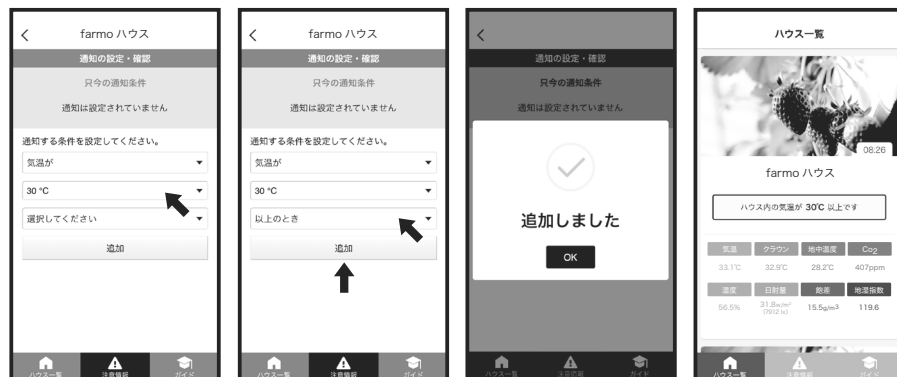 farmo ハウス
通知の設定・確認
只今の通知条件
通知は設定されていません
通知する条件を設定してください。
気温が
30 °C
選択してください
追加
ハウス一覧
注意情報
ガイド
farmo ハウス
通知の設定・確認
只今の通知条件
通知は設定されていません
通知する条件を設定してください。
気温が
30 °C
以上のとき
追加
ハウス一覧
注意情報
ガイド
通知の設定・確認
只今の通知条件
通知は設定されていません
追加しました
OK
ハウス一覧
注意情報
ガイド
ハウス一覧
08:26
farmo ハウス
ハウス内の気温が 30℃ 以上です
気温 クラウン 地中温度 Co2
33.1℃ 32.9℃ 28.2℃ 407ppm
湿度 日射量 飽差 地湿指数
56.5% 31.8w/m² 15.5g/m3 119.6
[7912 lx]
ハウス一覧
注意情報
ガイド